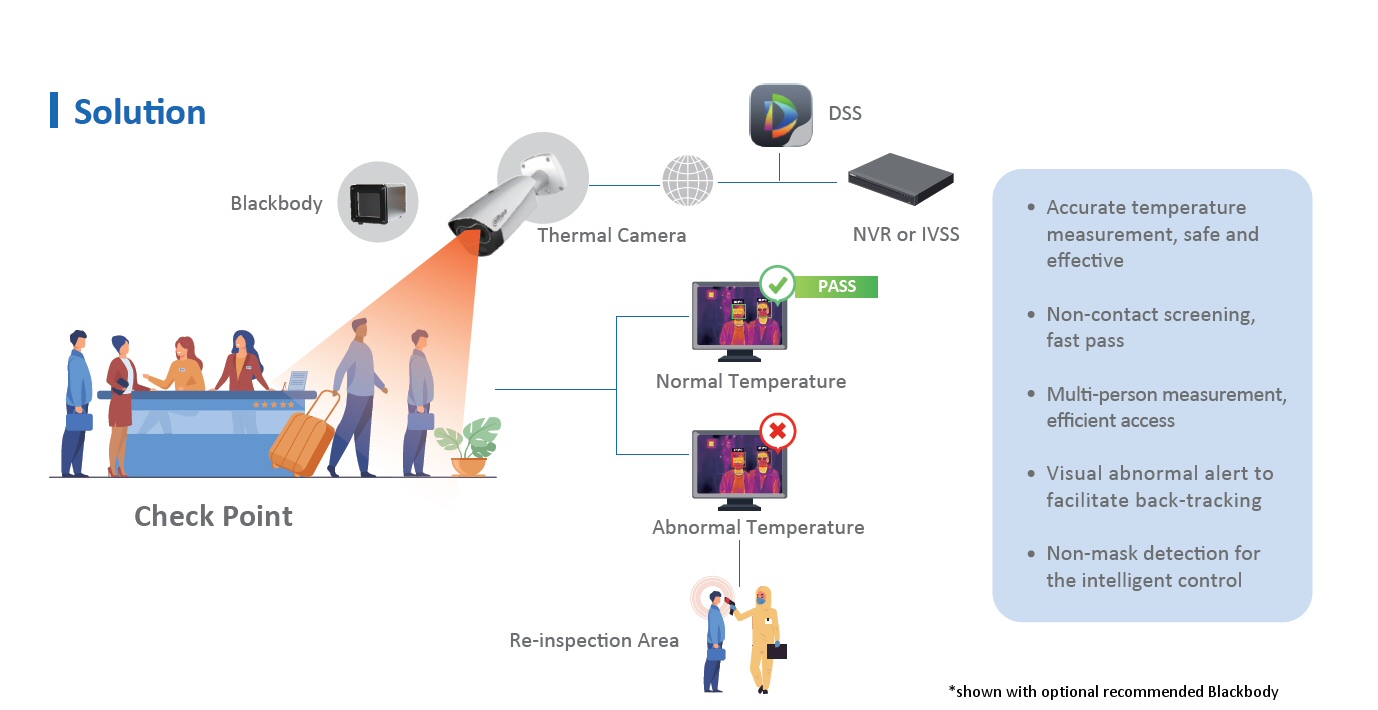 Solution
DSS
Blackbody
Thermal Camera
NVR or IVSS
PASS
Normal Temperature
Check Point
Abnormal Temperature
Re-inspection Area
• Accurate temperature
measurement, safe and
effective
• Non-contact screening,
fast pass
• Multi-person measurement,
efficient access
• Visual abnormal alert to
facilitate back-tracking
• Non-mask detection for
the intelligent control
*shown with optional recommended Blackbody